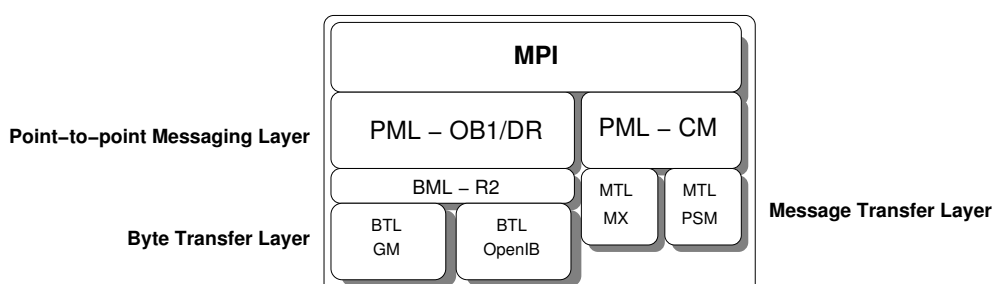 MPI
Point−to−point Messaging Layer
PML − OB1/DR
PML − CM
BML − R2
MTL
MX
MTL
PSM
Message Transfer Layer
Byte Transfer Layer
BTL
GM
BTL
OpenIB